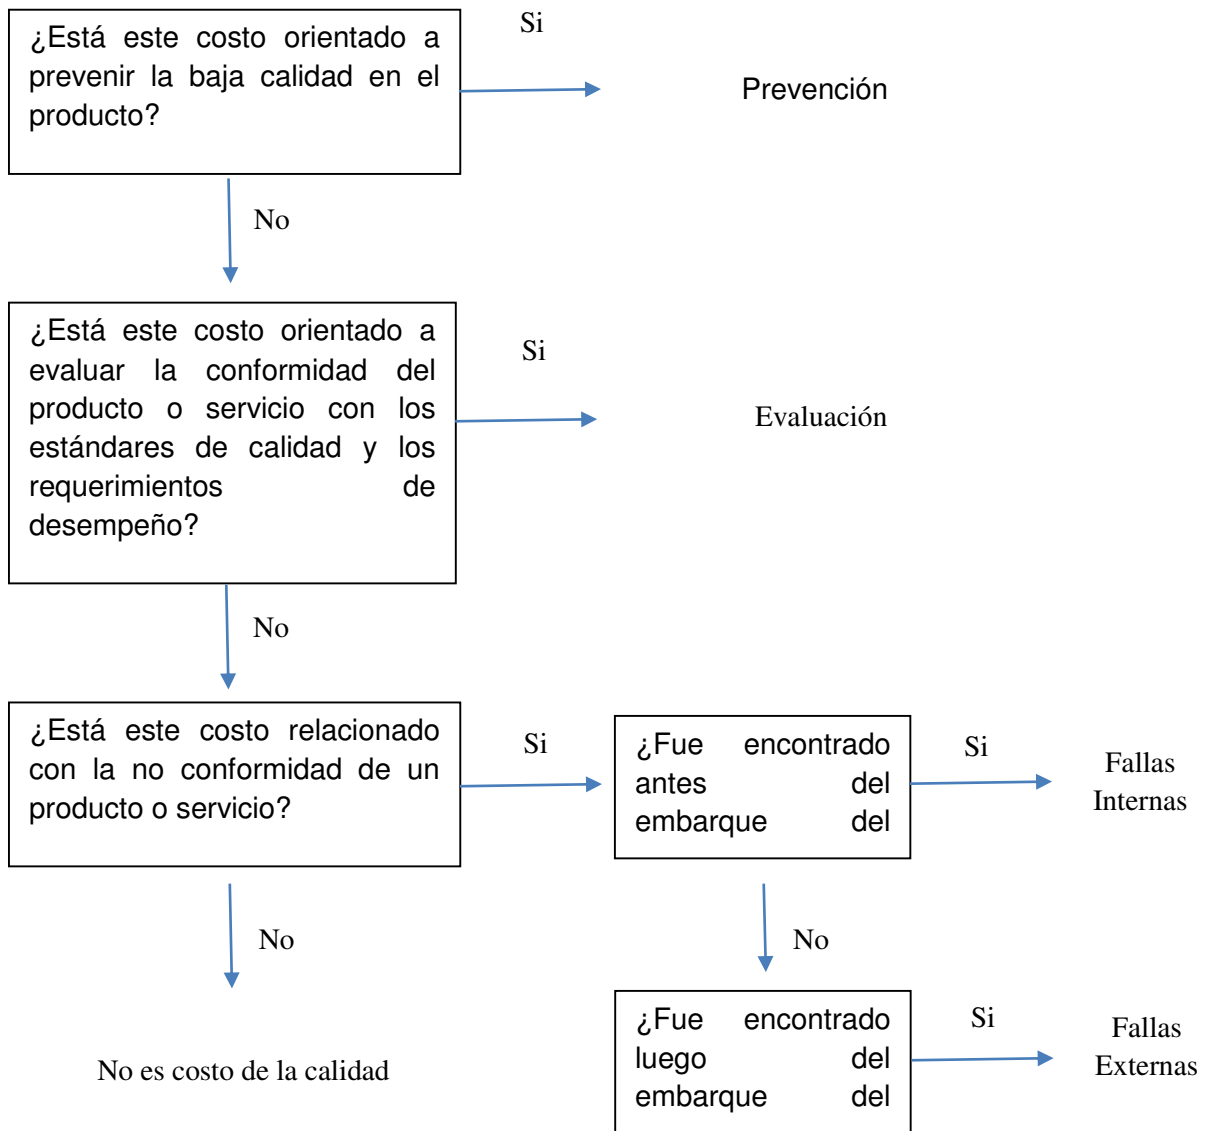 ¿Está este costo orientado a
prevenir la baja calidad en el
producto?
Si
Prevención
No
¿Está este costo orientado a
evaluar la conformidad del
producto o servicio con los
estándares de calidad y los
requerimientos de
desempeño?
Si
Evaluación
No
¿Está este costo relacionado
con la no conformidad de un
producto o servicio?
Si
¿Fue encontrado
antes del
embarque del
Si
Fallas
Internas
No
No es costo de la calidad
No
¿Fue encontrado
luego del
embarque del
Si
Fallas
Externas